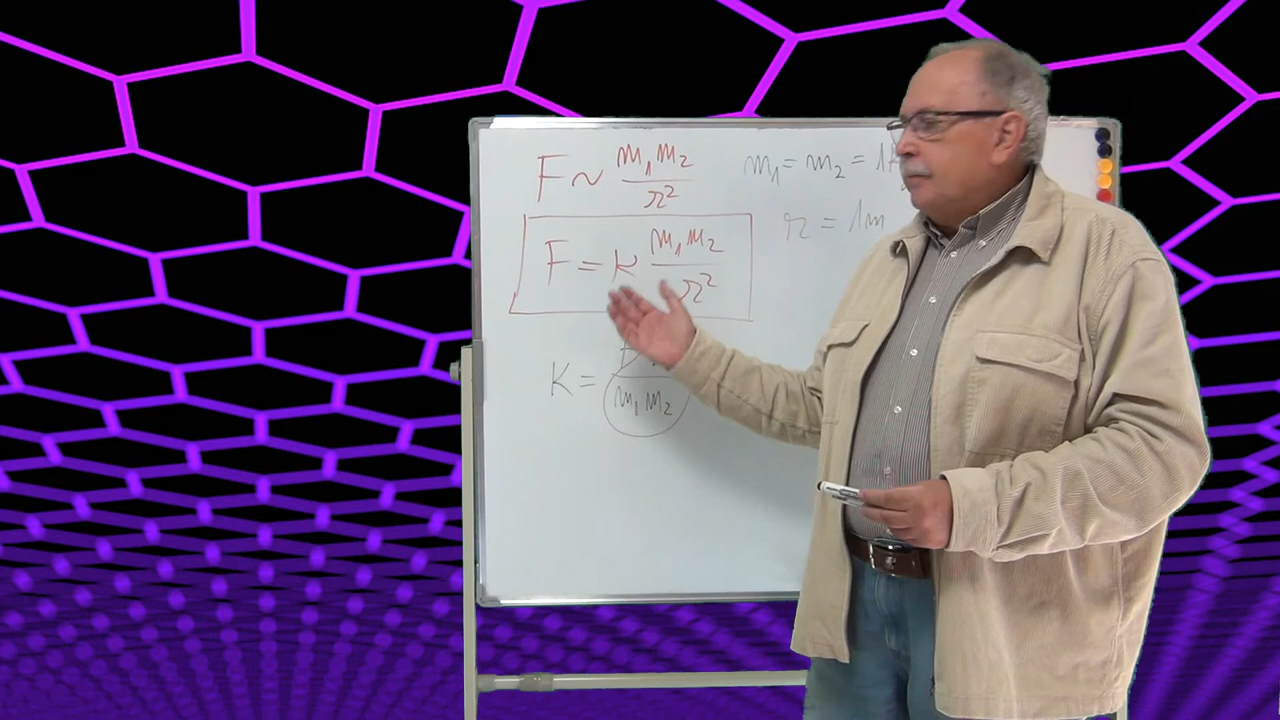 F ~ m₁m₂ / r²
m₁ = m₂ = 1
F = K m₁m₂ / r²
r = 1m
K = / m₁m₂